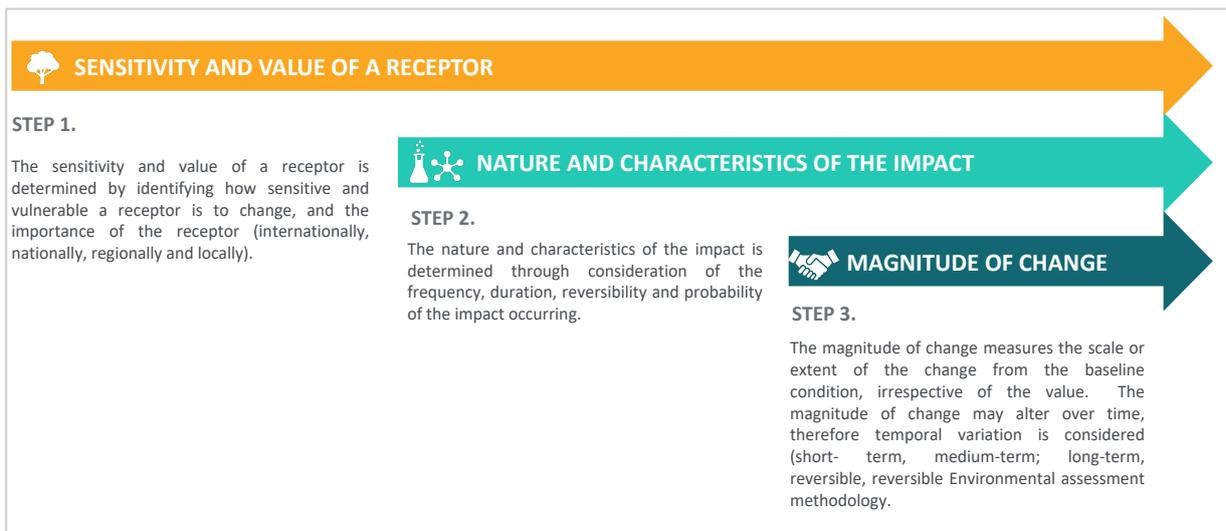 SENSITIVITY AND VALUE OF A RECEPTOR
STEP 1.
The sensitivity and value of a receptor is
determined by identifying how sensitive and
vulnerable a receptor is to change, and the
importance of the receptor (internationally,
nationally, regionally and locally).
NATURE AND CHARACTERISTICS OF THE IMPACT
STEP 2.
The nature and characteristics of the impact is
determined through consideration of the
frequency, duration, reversibility and probability
of the impact occurring.
MAGNITUDE OF CHANGE
STEP 3.
The magnitude of change measures the scale or
extent of the change from the baseline
condition, irrespective of the value. The
magnitude of change may alter over time,
therefore temporal variation is considered
(short- term, medium-term; long-term,
reversible, reversible Environmental assessment
methodology.